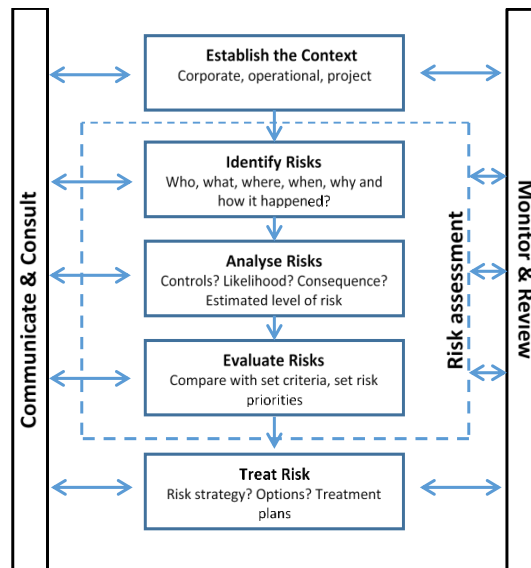 Communicate & Consult
Establish the Context
Corporate, operational, project
Identify Risks
Who, what, where, when, why and
how it happened?
Analyse Risks
Controls? Likelihood? Consequence?
Estimated level of risk
Evaluate Risks
Compare with set criteria, set risk
priorities
Treat Risk
Risk strategy? Options? Treatment
plans
Risk assessment
Monitor & Review